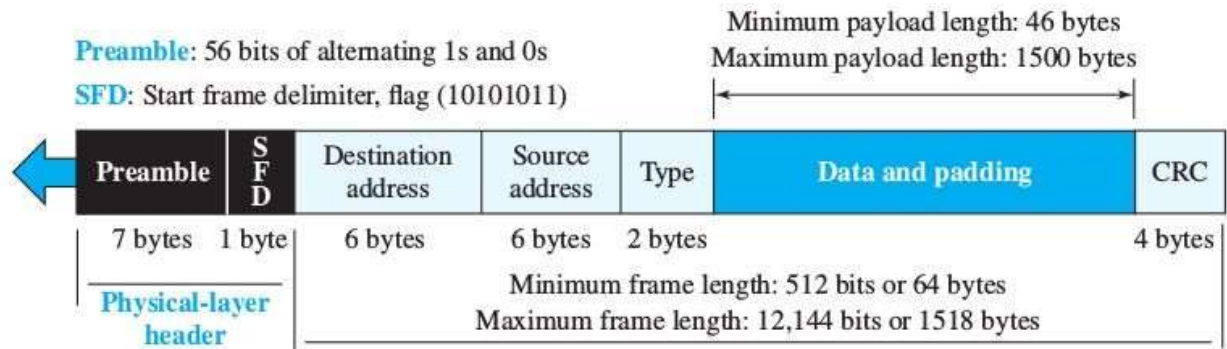 Minimum payload length: 46 bytes
Preamble: 56 bits of alternating 1s and 0s
Maximum payload length: 1500 bytes
SFD: Start frame delimiter, flag (10101011)
Preamble
S
F
D
Destination
address
Source
address
Type
Data and padding
CRC
7 bytes 1 byte 6 bytes 6 bytes 2 bytes 4 bytes
Physical-layer
header
Minimum frame length: 512 bits or 64 bytes
Maximum frame length: 12,144 bits or 1518 bytes